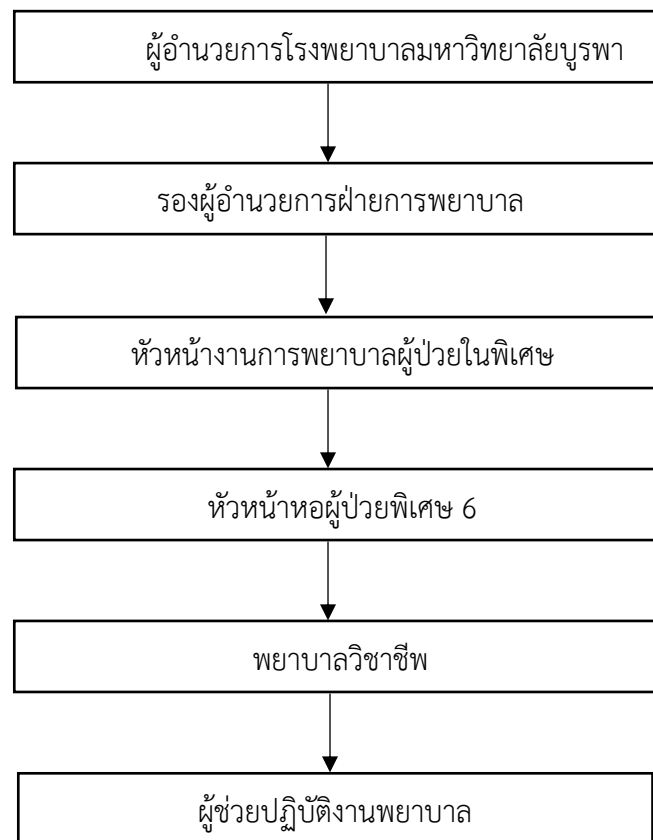 ผู้อำนวยการโรงพยาบาลมหาวิทยาลัยบูรพา
รองผู้อำนวยการฝ่ายการพยาบาล
หัวหน้างานการพยาบาลผู้ป่วยในพิเศษ
หัวหน้าหอผู้ป่วยพิเศษ 6
พยาบาลวิชาชีพ
ผู้ช่วยปฏิบัติงานพยาบาล